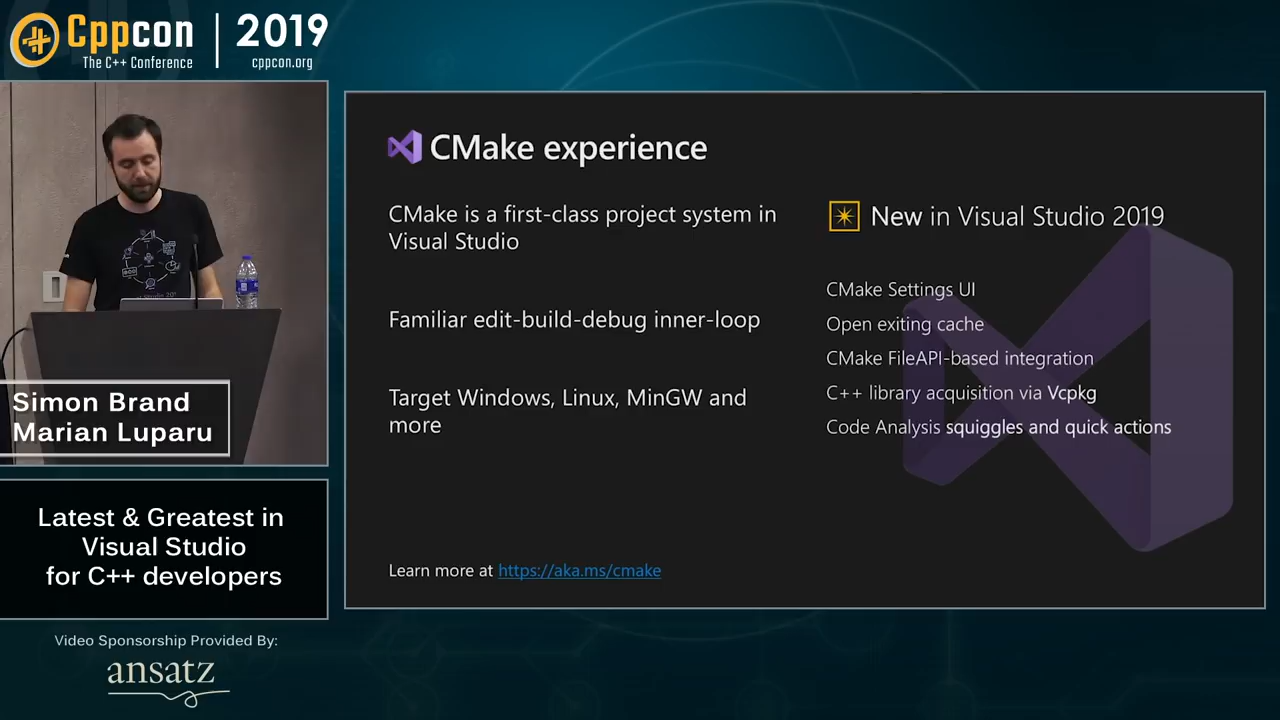 Cppcon
The C++ Conference
2019
cppcon.org
Simon Brand
Marian Luparu
Latest & Greatest in
Visual Studio
for C++ developers
Video Sponsorship Provided By:
ansatz
CMake experience
CMake is a first-class project system in
Visual Studio
Familiar edit-build-debug inner-loop
Target Windows, Linux, MinGW and
more
Learn more at https://aka.ms/cmake
New in Visual Studio 2019
CMake Settings UI
Open exiting cache
CMake FileAPI-based integration
C++ library acquisition via Vcpkg
Code Analysis squiggles and quick actions